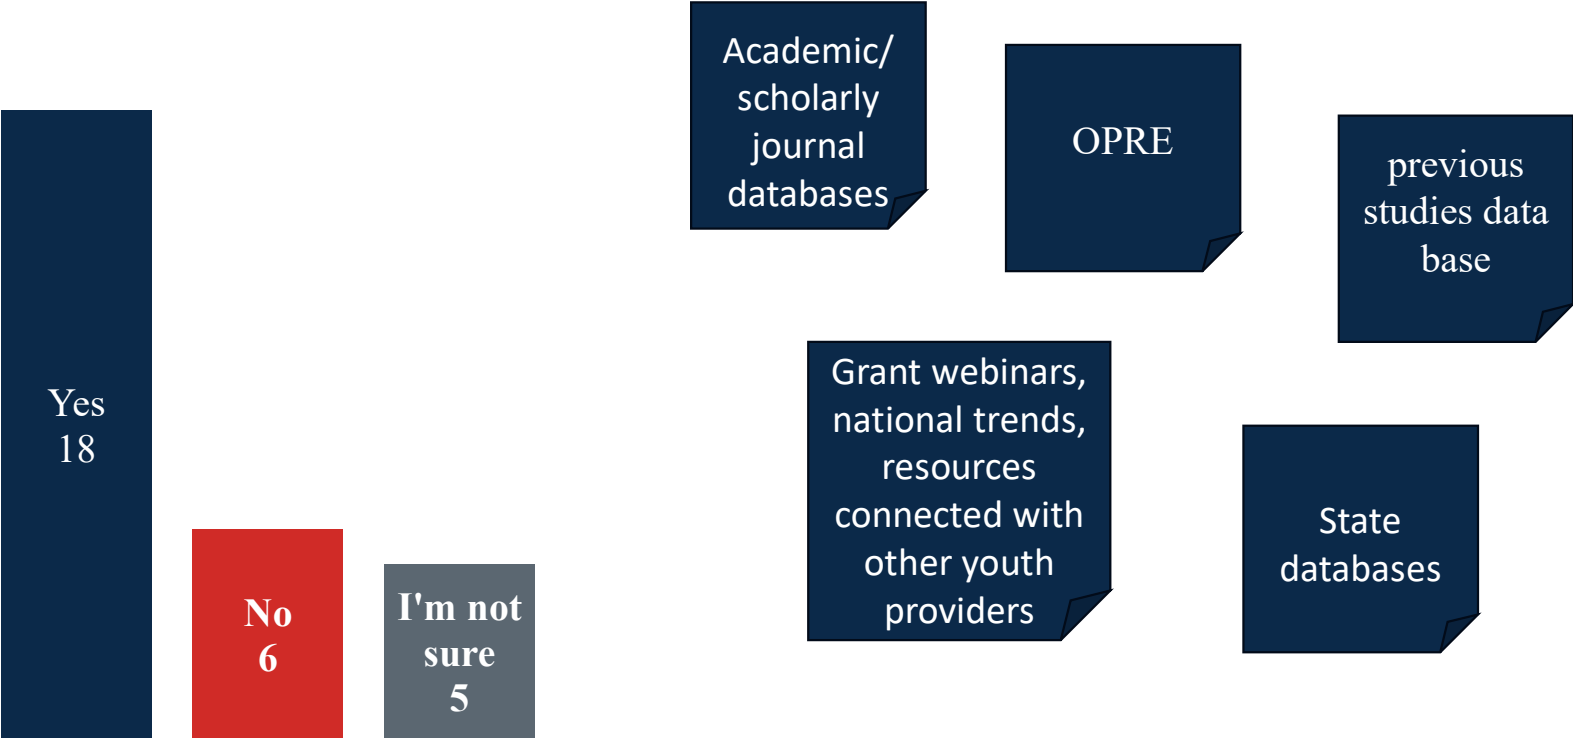 Yes
18
No
6
I'm not
sure
5
Academic/
scholarly
journal
databases
OPRE
previous
studies data
base
Grant webinars,
national trends,
resources
connected with
other youth
providers
State
databases